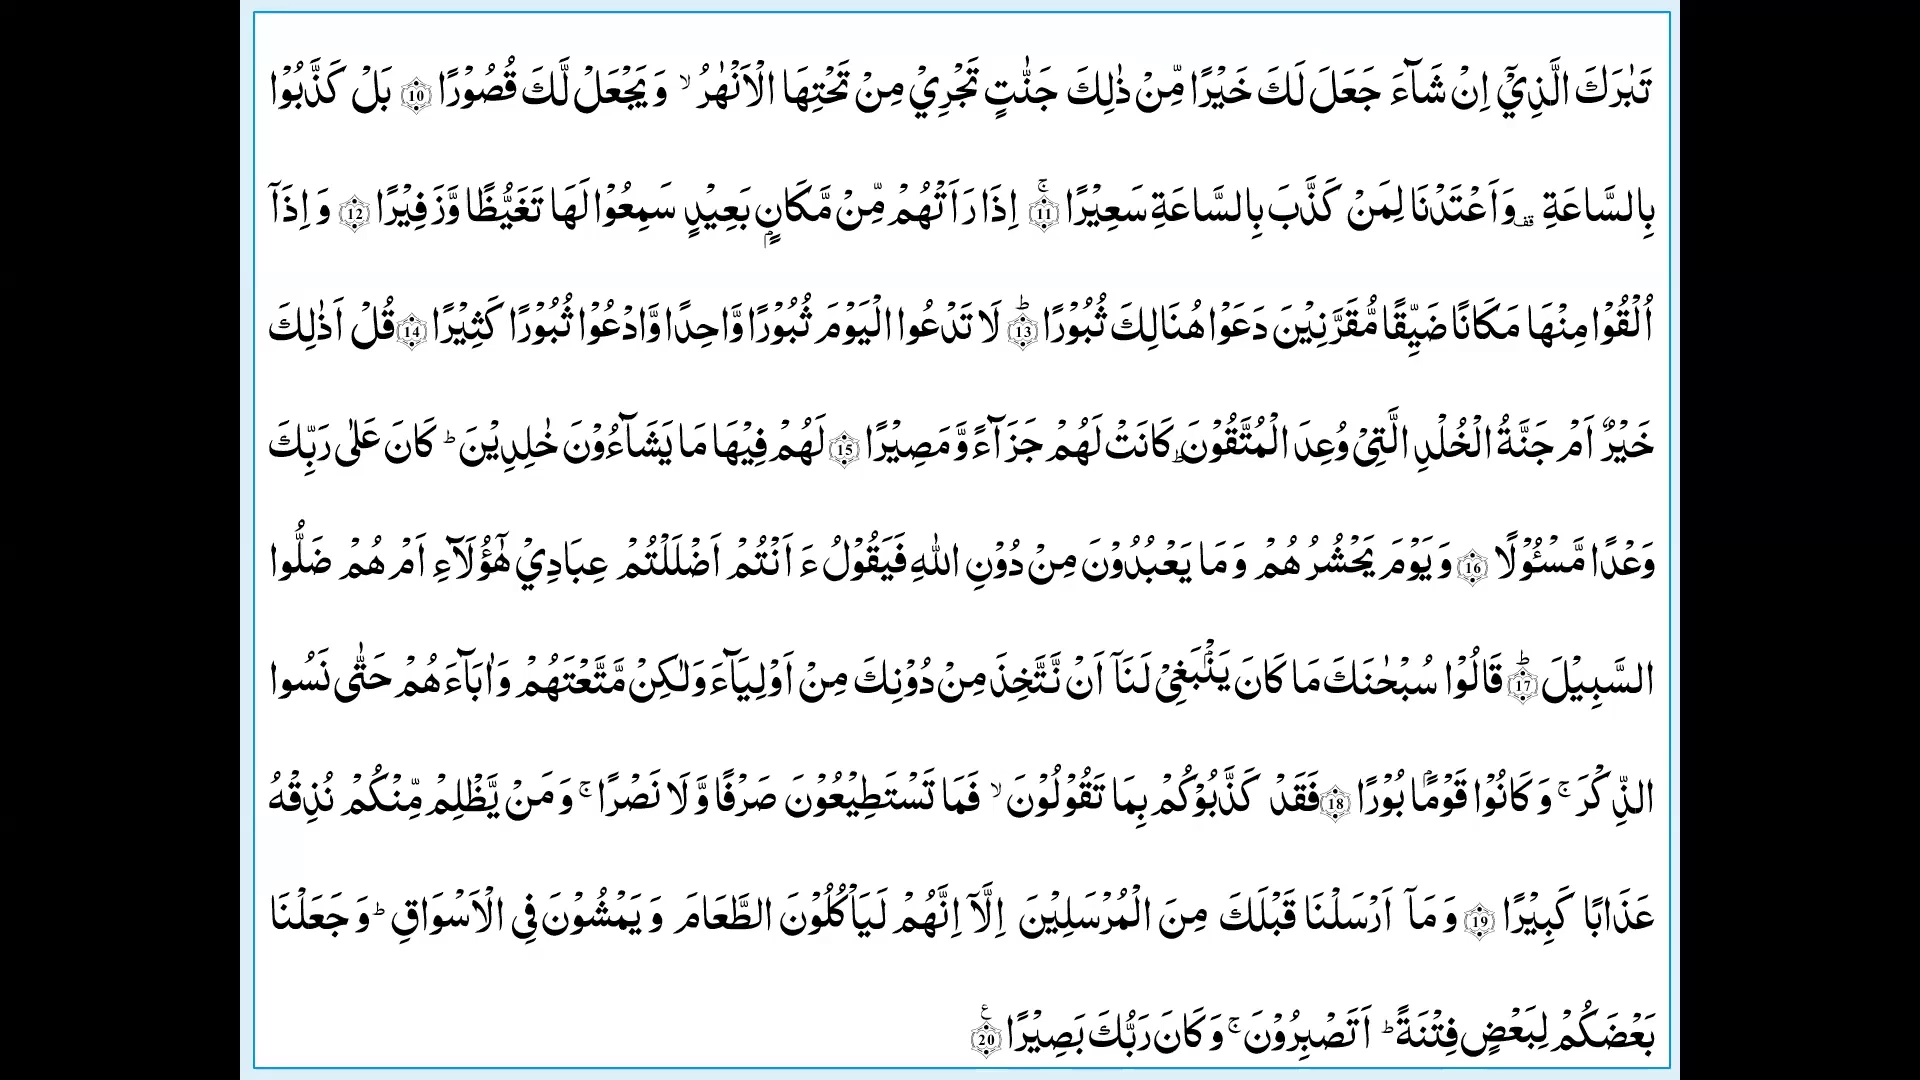 تَبٰرَكَ الَّذِيْۤ اِنْ شَآءَ جَعَلَ لَكَ خَيْرًا مِّنْ ذٰلِكَ جَنّٰتٍ تَجْرِيْ مِنْ تَحْتِهَا الْاَنْهٰرُ ۙ وَيَجْعَلْ لَّكَ قُصُوْرًا 10 بَلْ كَذَّبُوْا
بِالسَّاعَةِ ۫ وَاَعْتَدْنَا لِمَنْ كَذَّبَ بِالسَّاعَةِ سَعِيْرًا ۚ 11 اِذَا رَاَتْهُمْ مِّنْ مَّكَانٍۭ بَعِيْدٍ سَمِعُوْا لَهَا تَغَيُّظًا وَّزَفِيْرًا 12 وَاِذَاۤ
اُلْقُوْا مِنْهَا مَكَانًا ضَيِّقًا مُّقَرَّنِيْنَ دَعَوْا هُنَالِكَ ثُبُوْرًا ؕ 13 لَا تَدْعُوا الْيَوْمَ ثُبُوْرًا وَّاحِدًا وَّادْعُوْا ثُبُوْرًا كَثِيْرًا 14 قُلْ اَذٰلِكَ
خَيْرٌ اَمْ جَنَّةُ الْخُلْدِ الَّتِيْ وُعِدَ الْمُتَّقُوْنَ ؕ كَانَتْ لَهُمْ جَزَآءً وَّمَصِيْرًا 15 لَهُمْ فِيْهَا مَا يَشَآءُوْنَ خٰلِدِيْنَ ؕ كَانَ عَلٰى رَبِّكَ
وَعْدًا مَّسْـُٔوْلًا 16 وَيَوْمَ يَحْشُرُهُمْ وَمَا يَعْبُدُوْنَ مِنْ دُوْنِ اللّٰهِ فَيَقُوْلُ ءَاَنْتُمْ اَضْلَلْتُمْ عِبَادِيْ هٰۤؤُلَآءِ اَمْ هُمْ ضَلُّوا
السَّبِيْلَ ؕ 17 قَالُوْا سُبْحٰنَكَ مَا كَانَ يَنْۢبَغِيْ لَنَاۤ اَنْ نَّتَّخِذَ مِنْ دُوْنِكَ مِنْ اَوْلِيَآءَ وَلٰكِنْ مَّتَّعْتَهُمْ وَاٰبَآءَهُمْ حَتّٰى نَسُوا
الذِّكْرَ ۚ وَكَانُوْا قَوْمًاۢ بُوْرًا 18 فَقَدْ كَذَّبُوْكُمْ بِمَا تَقُوْلُوْنَ ۙ فَمَا تَسْتَطِيْعُوْنَ صَرْفًا وَّلَا نَصْرًا ۚ وَمَنْ يَّظْلِمْ مِّنْكُمْ نُذِقْهُ
عَذَابًا كَبِيْرًا 19 وَمَاۤ اَرْسَلْنَا قَبْلَكَ مِنَ الْمُرْسَلِيْنَ اِلَّاۤ اِنَّهُمْ لَيَاْكُلُوْنَ الطَّعَامَ وَيَمْشُوْنَ فِي الْاَسْوَاقِ ؕ وَجَعَلْنَا
بَعْضَكُمْ لِبَعْضٍ فِتْنَةً ؕ اَتَصْبِرُوْنَ ۚ وَكَانَ رَبُّكَ بَصِيْرًا ع 20